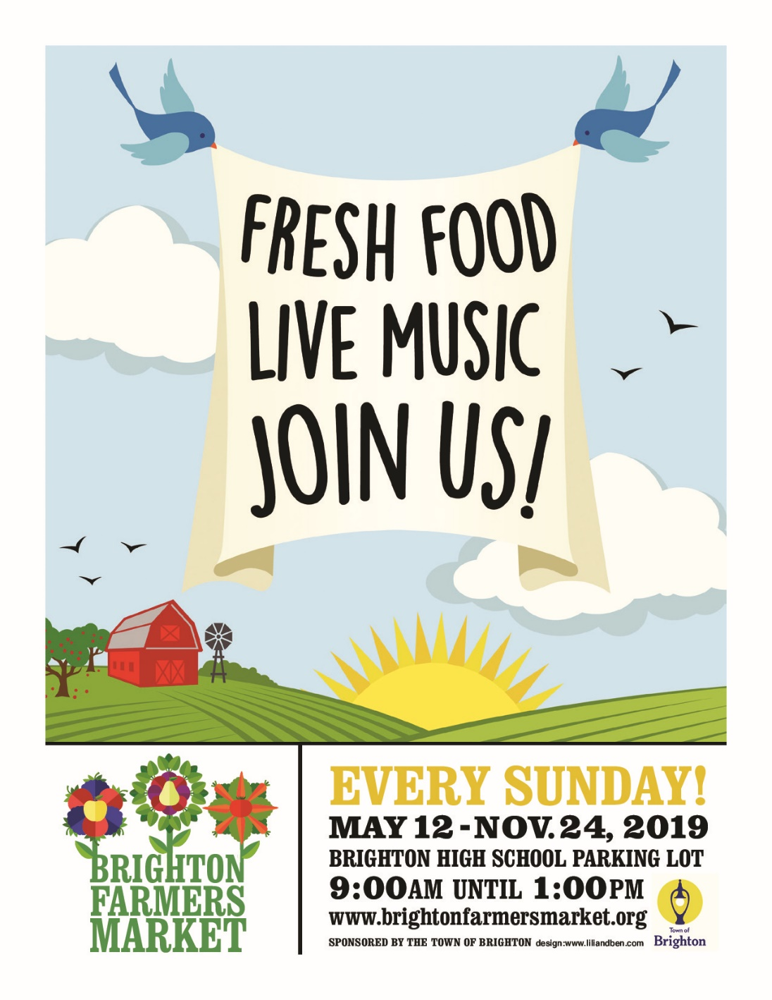 FRESH FOOD
LIVE MUSIC
JOIN US!
BRIGHTON
FARMERS
MARKET
EVERY SUNDAY!
MAY 12 - NOV. 24, 2019
BRIGHTON HIGH SCHOOL PARKING LOT
9:00AM UNTIL 1:00PM
www.brightonfarmersmarket.org
SPONSORED BY THE TOWN OF BRIGHTON design:www.liliandben.com
Town of
Brighton